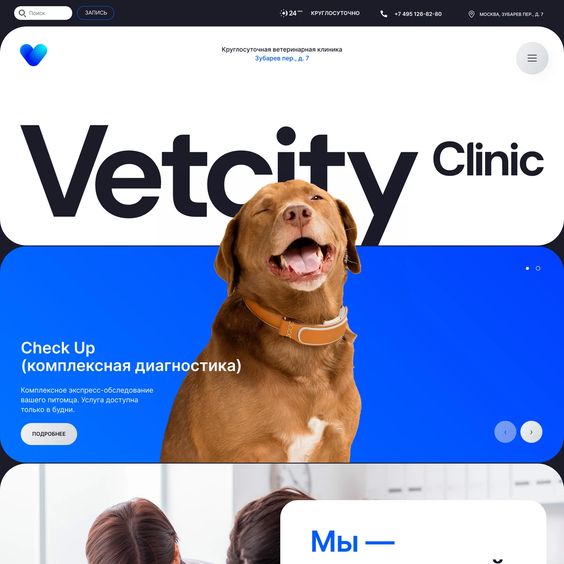 Поиск
ЗАПИСЬ
24
КРУГЛОСУТОЧНО
+7 495 126-82-80
МОСКВА, ЗУБАРЕВ ПЕР., Д. 7
Круглосуточная ветеринарная клиника
Зубарев пер., д. 7
Vetcity Clinic
Check Up
(комплексная диагностика)
Комплексное экспресс-обследование
вашего питомца. Услуга доступна
только в будни.
ПОДРОБНЕЕ
Мы —